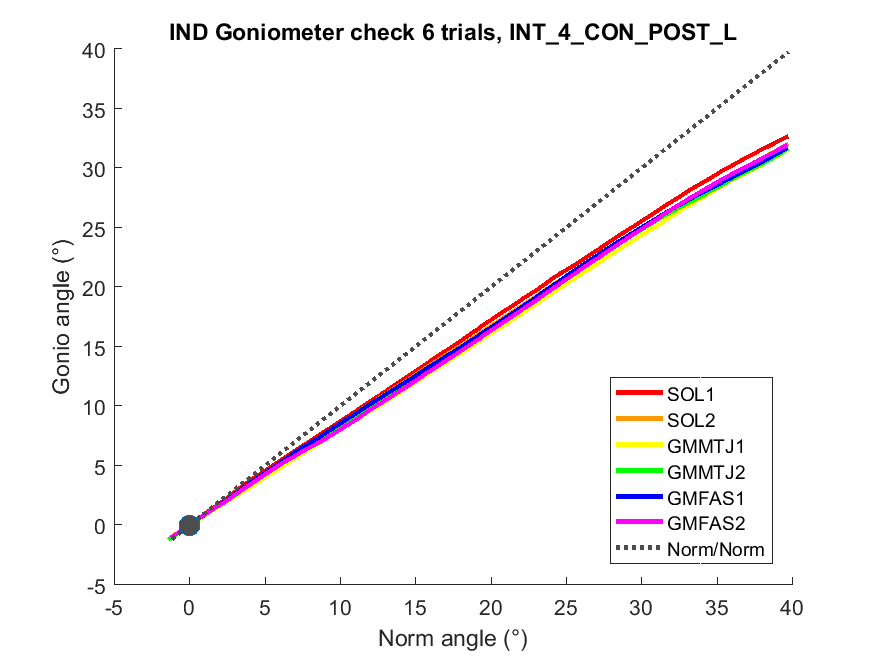 IND Goniometer check 6 trials, INT_4_CON_POST_L
40
35
30
25
20
15
10
5
0
-5
Gonio angle (°)
SOL1
SOL2
GMMTJ1
GMMTJ2
GMFAS1
GMFAS2
Norm/Norm
-5 0 5 10 15 20 25 30 35 40
Norm angle (°)